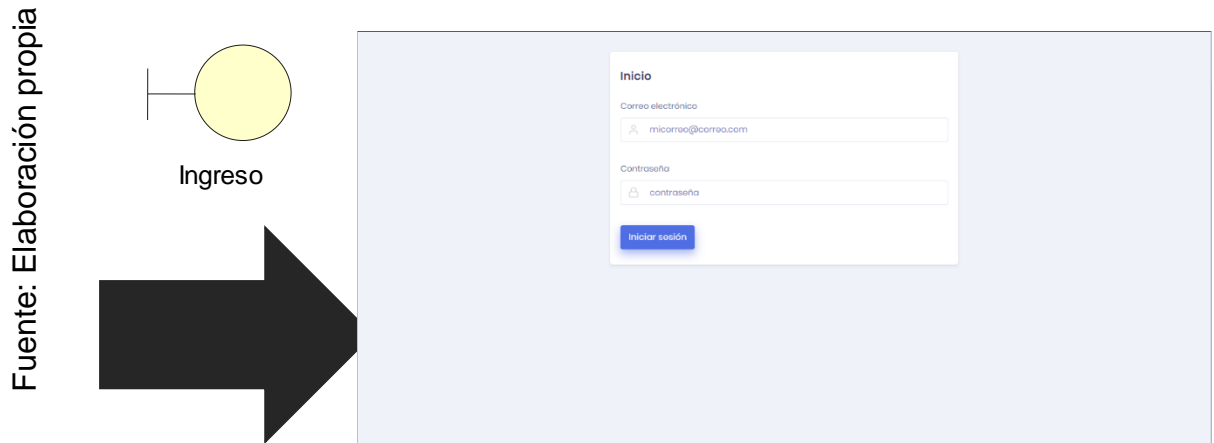 Fuente: Elaboración propia
Ingreso
Inicio
Correo electrónico
micorreo@correo.com
Contraseña
contraseña
Iniciar sesión